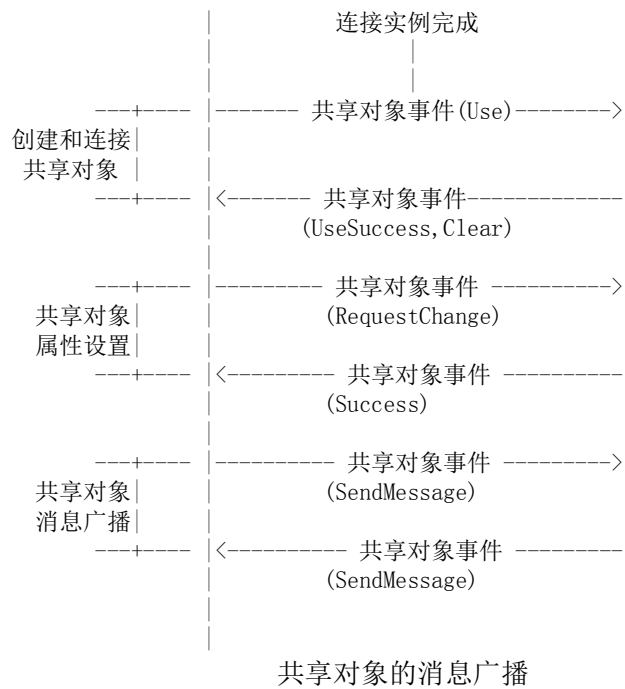 连接实例完成
---+---- |------- 共享对象事件(Use)-------->
创建和连接|
共享对象 |
---+---- |<------- 共享对象事件-------------
(UseSuccess,Clear)
---+---- |--------- 共享对象事件 ---------->
共享对象| (RequestChange)
属性设置|
---+---- |<--------- 共享对象事件 ----------
(Success)
---+---- |---------- 共享对象事件 --------->
共享对象| (SendMessage)
消息广播|
---+---- |<---------- 共享对象事件 ---------
(SendMessage)
共享对象的消息广播